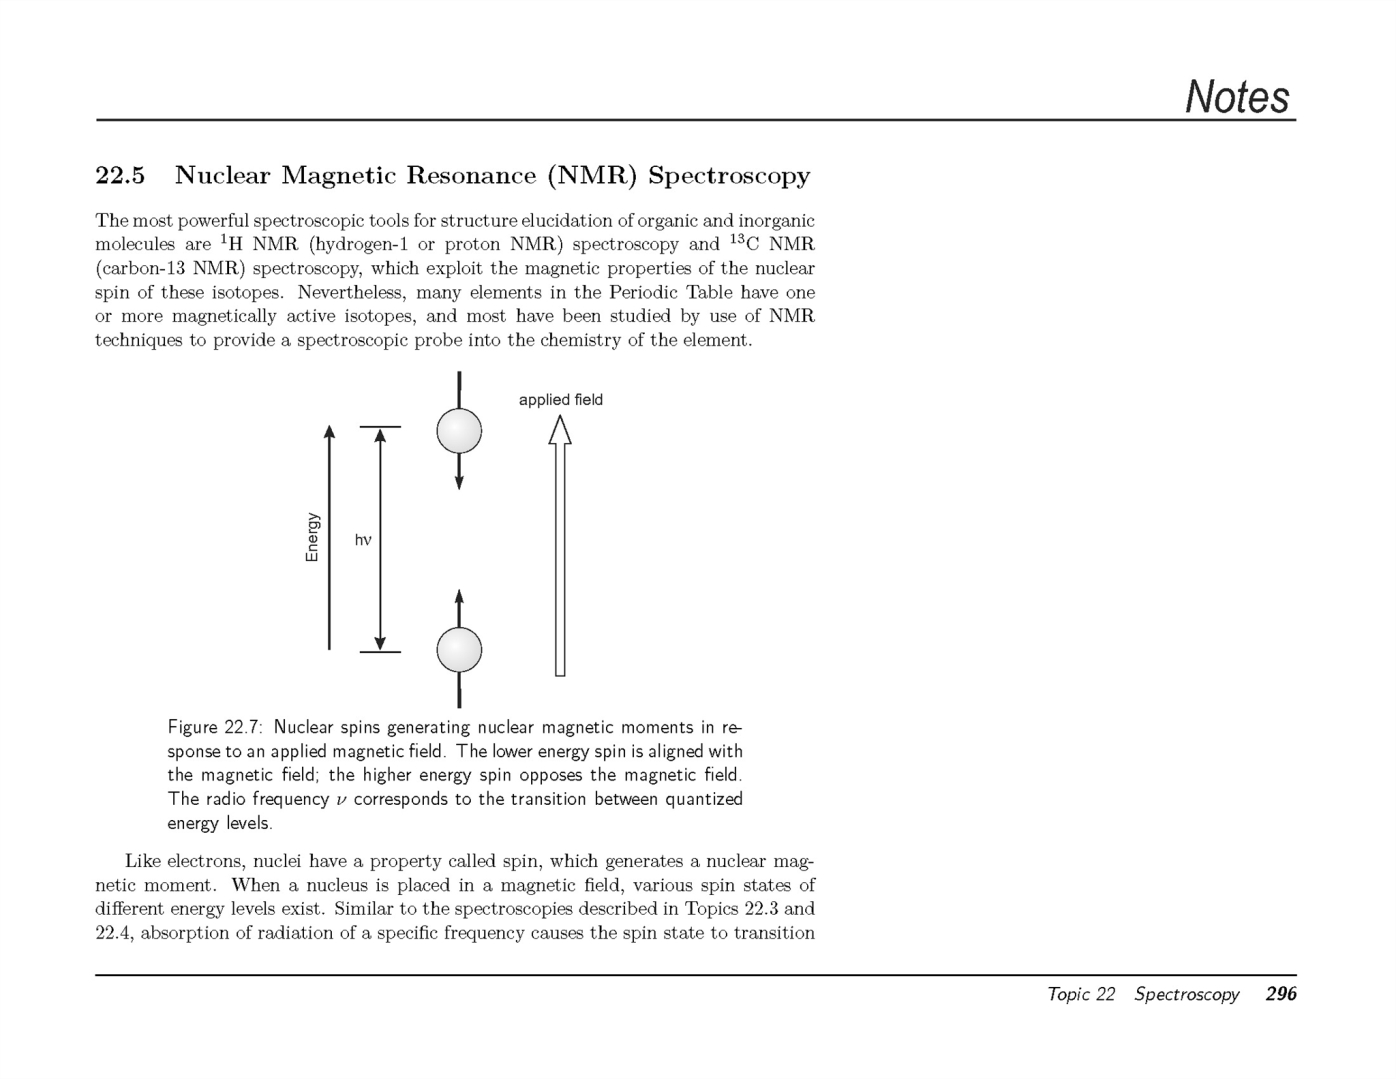 Notes
22.5 Nuclear Magnetic Resonance (NMR) Spectroscopy
The most powerful spectroscopic tools for structure elucidation of organic and inorganic
molecules are ¹H NMR (hydrogen-1 or proton NMR) spectroscopy and ¹³C NMR
(carbon-13 NMR) spectroscopy, which exploit the magnetic properties of the nuclear
spin of these isotopes. Nevertheless, many elements in the Periodic Table have one
or more magnetically active isotopes, and most have been studied by use of NMR
techniques to provide a spectroscopic probe into the chemistry of the element.
applied field
Energy
hν
Figure 22.7: Nuclear spins generating nuclear magnetic moments in re-
sponse to an applied magnetic field. The lower energy spin is aligned with
the magnetic field; the higher energy spin opposes the magnetic field.
The radio frequency ν corresponds to the transition between quantized
energy levels.
Like electrons, nuclei have a property called spin, which generates a nuclear mag-
netic moment. When a nucleus is placed in a magnetic field, various spin states of
different energy levels exist. Similar to the spectroscopies described in Topics 22.3 and
22.4, absorption of radiation of a specific frequency causes the spin state to transition
Topic 22 Spectroscopy 296